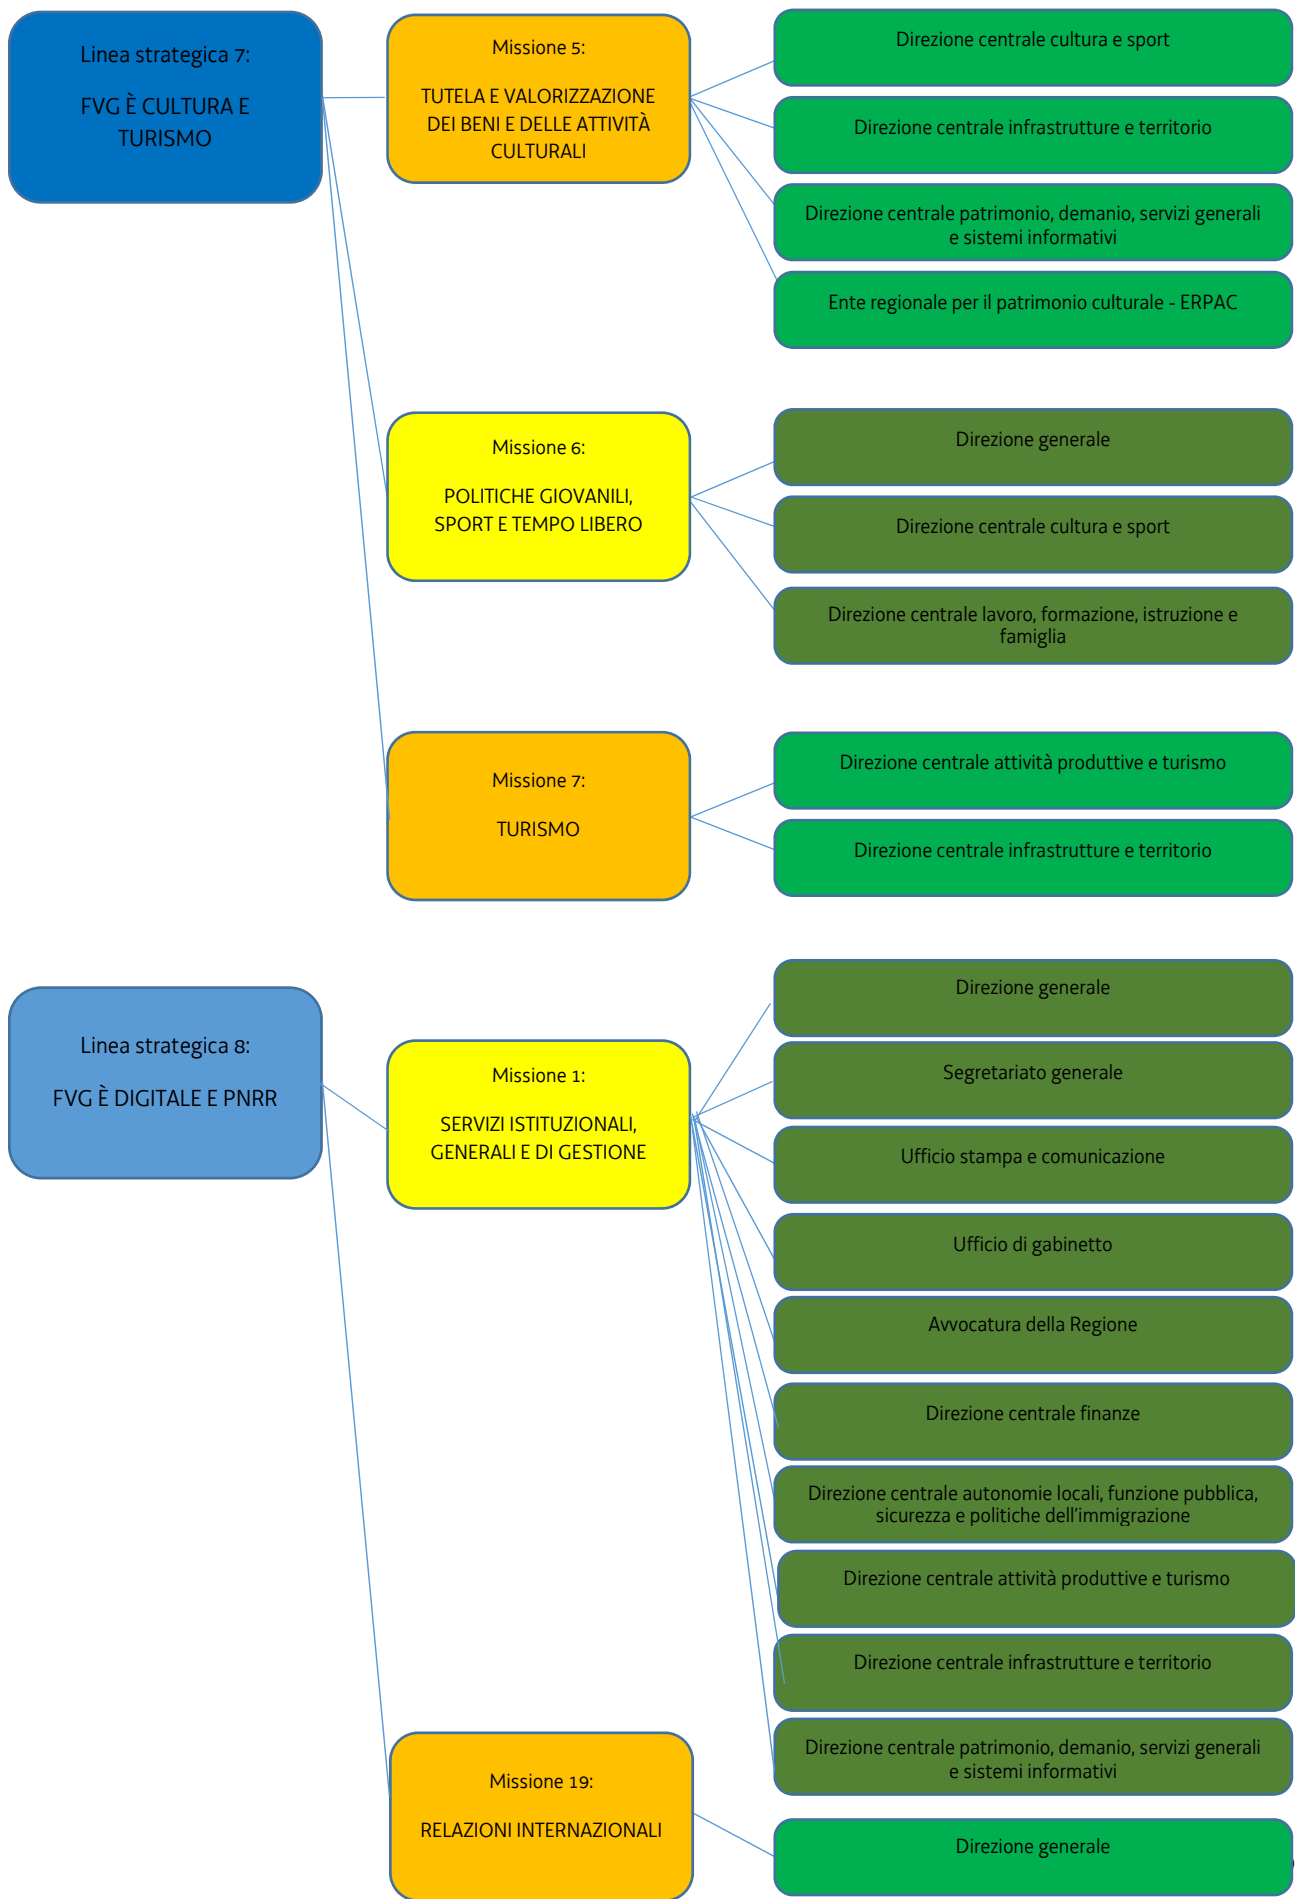 Linea strategica 7:
FVG È CULTURA E
TURISMO
Missione 5:
TUTELA E VALORIZZAZIONE
DEI BENI E DELLE ATTIVITÀ
CULTURALI
Direzione centrale cultura e sport
Direzione centrale infrastrutture e territorio
Direzione centrale patrimonio, demanio, servizi generali
e sistemi informativi
Ente regionale per il patrimonio culturale - ERPAC
Missione 6:
POLITICHE GIOVANILI,
SPORT E TEMPO LIBERO
Direzione generale
Direzione centrale cultura e sport
Direzione centrale lavoro, formazione, istruzione e
famiglia
Missione 7:
TURISMO
Direzione centrale attività produttive e turismo
Direzione centrale infrastrutture e territorio
Linea strategica 8:
FVG È DIGITALE E PNRR
Missione 1:
SERVIZI ISTITUZIONALI,
GENERALI E DI GESTIONE
Direzione generale
Segretariato generale
Ufficio stampa e comunicazione
Ufficio di gabinetto
Avvocatura della Regione
Direzione centrale finanze
Direzione centrale autonomie locali, funzione pubblica,
sicurezza e politiche dell'immigrazione
Direzione centrale attività produttive e turismo
Direzione centrale infrastrutture e territorio
Direzione centrale patrimonio, demanio, servizi generali
e sistemi informativi
Missione 19:
RELAZIONI INTERNAZIONALI
Direzione generale